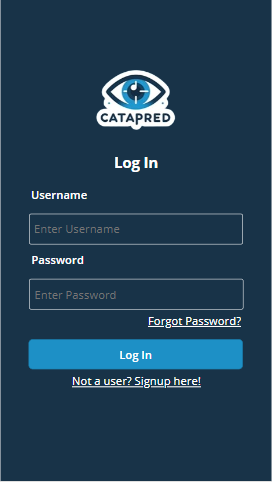 CATAPRED
Log In
Username
Enter Username
Password
Enter Password
Forgot Password?
Log In
Not a user? Signup here!